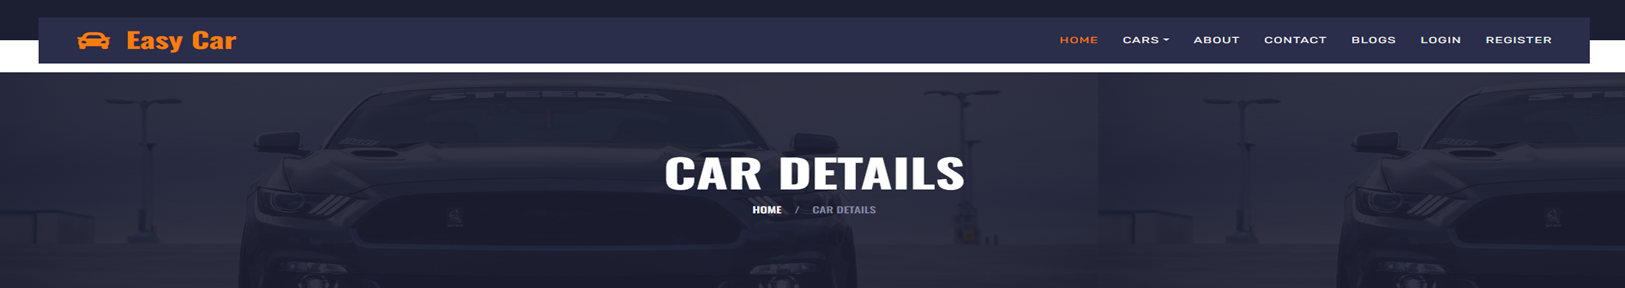 Easy Car
HOME CARS ABOUT CONTACT BLOGS LOGIN REGISTER
CAR DETAILS
HOME / CAR DETAILS